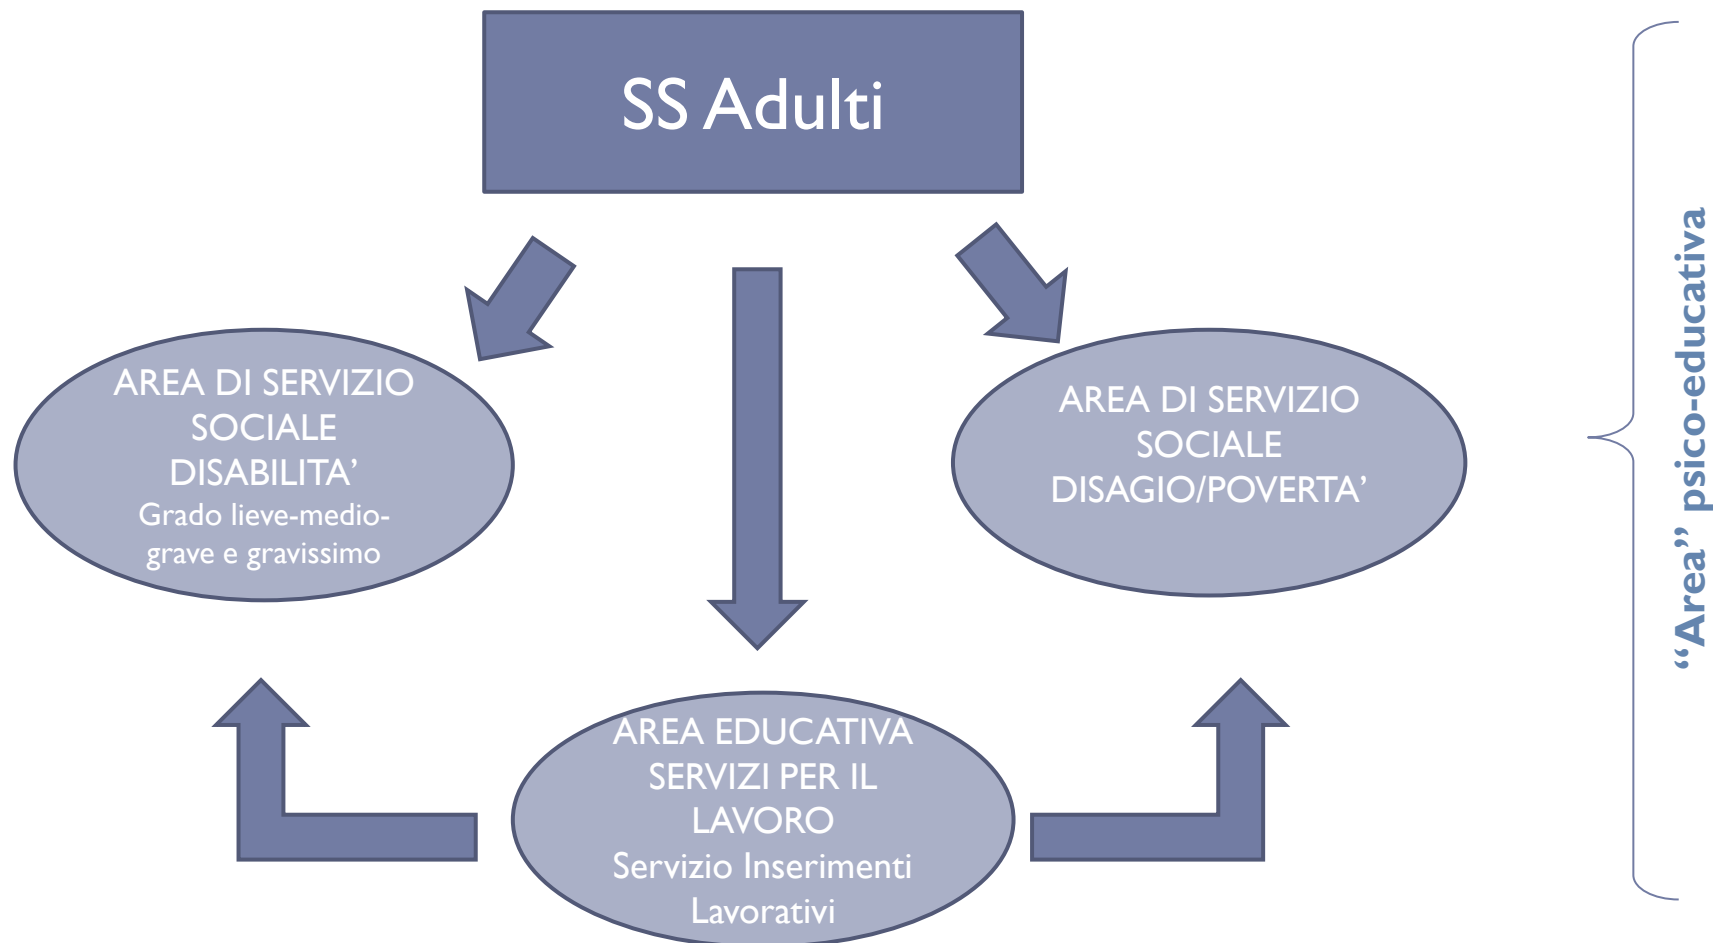 SS Adulti
AREA DI SERVIZIO
SOCIALE
DISABILITA’
Grado lieve-medio-
grave e gravissimo
AREA DI SERVIZIO
SOCIALE
DISAGIO/POVERTA’
AREA EDUCATIVA
SERVIZI PER IL
LAVORO
Servizio Inserimenti
Lavorativi
“Area” psico-educativa